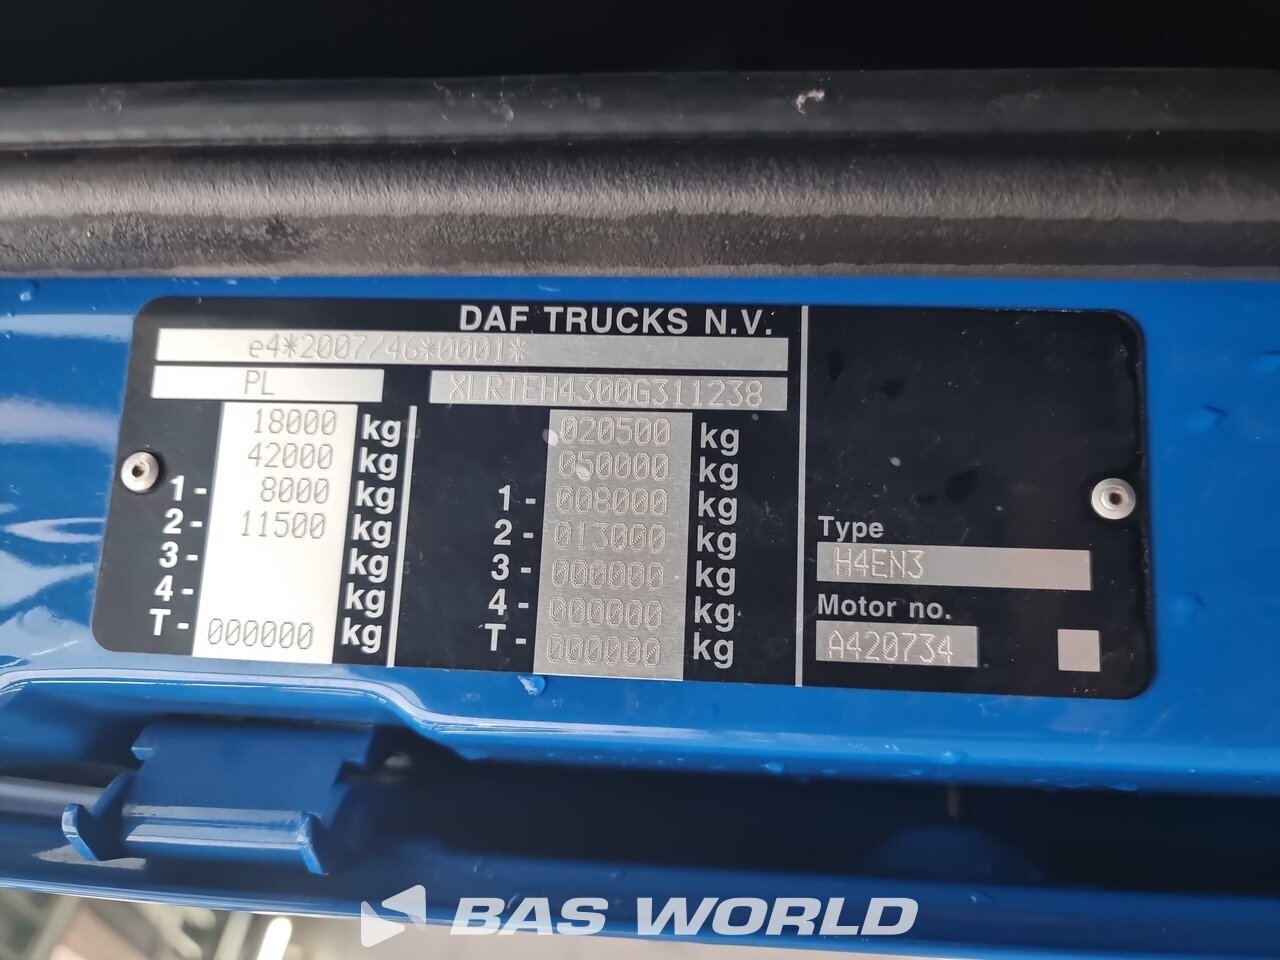 DAF TRUCKS N.V.
e4*2007/46*0001*
PL XLRTEH4300G311238
18000 kg 020500 kg
42000 kg 050000 kg
1- 8000 kg 1- 008000 kg
2- 11500 kg 2- 013000 kg
3- kg 3- 000000 kg
4- kg 4- 000000 kg
T- 000000 kg T- 000000 kg
Type
H4EN3
Motor no.
A420734
BAS WORLD